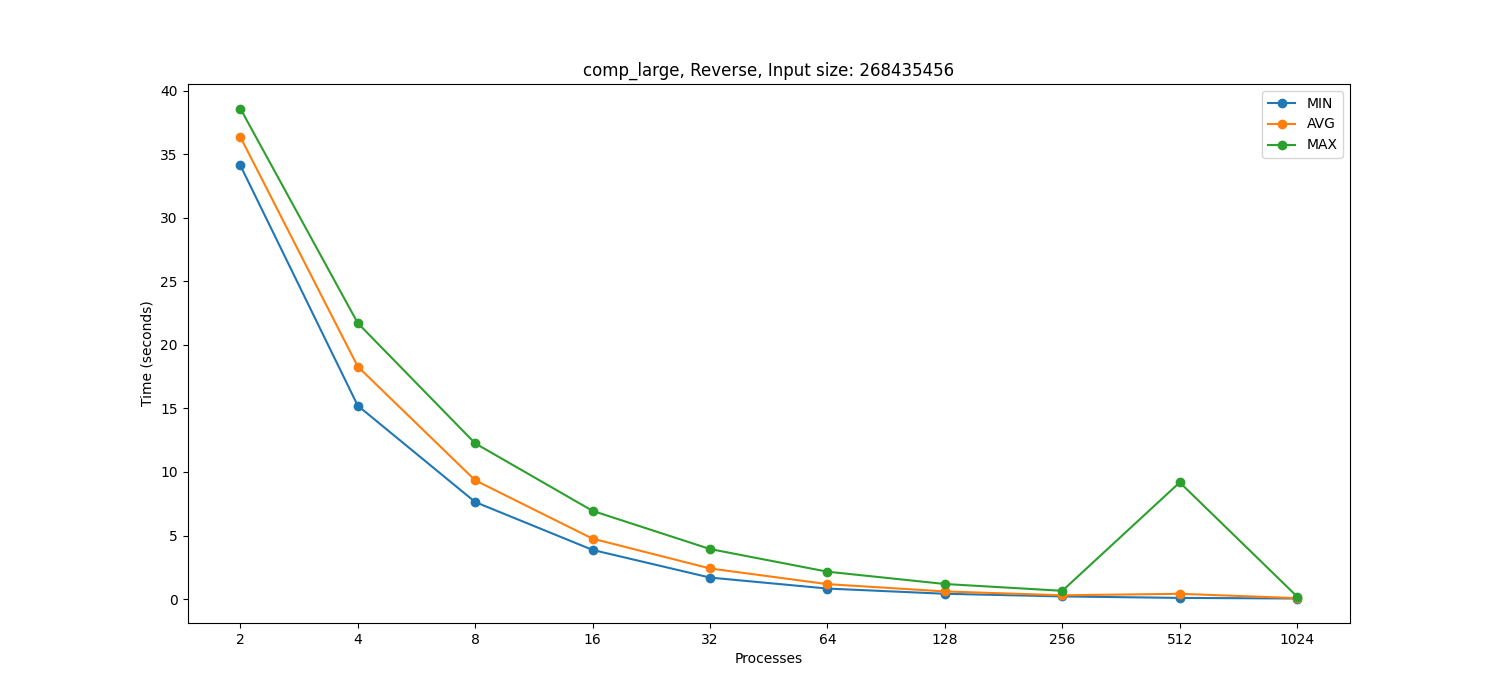 comp_large, Reverse, Input size: 268435456
MIN
AVG
MAX
Time (seconds)
40
35
30
25
20
15
10
5
0
2 4 8 16 32 64 128 256 512 1024
Processes